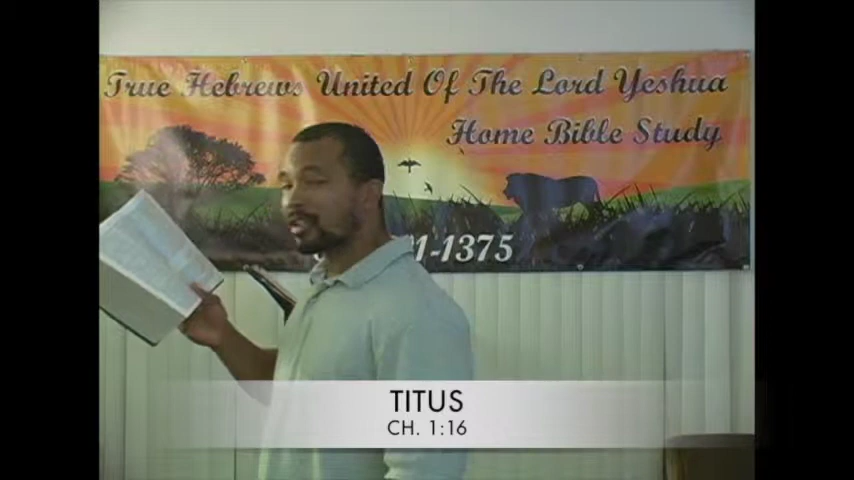 True Hebrews United Of The Lord Yeshua
Home Bible Study
1-1375
TITUS
CH. 1:16